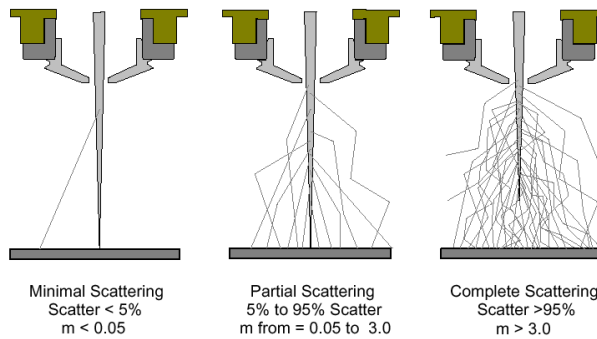 Minimal Scattering
Scatter < 5%
m < 0.05
Partial Scattering
5% to 95% Scatter
m from = 0.05 to 3.0
Complete Scattering
Scatter >95%
m > 3.0